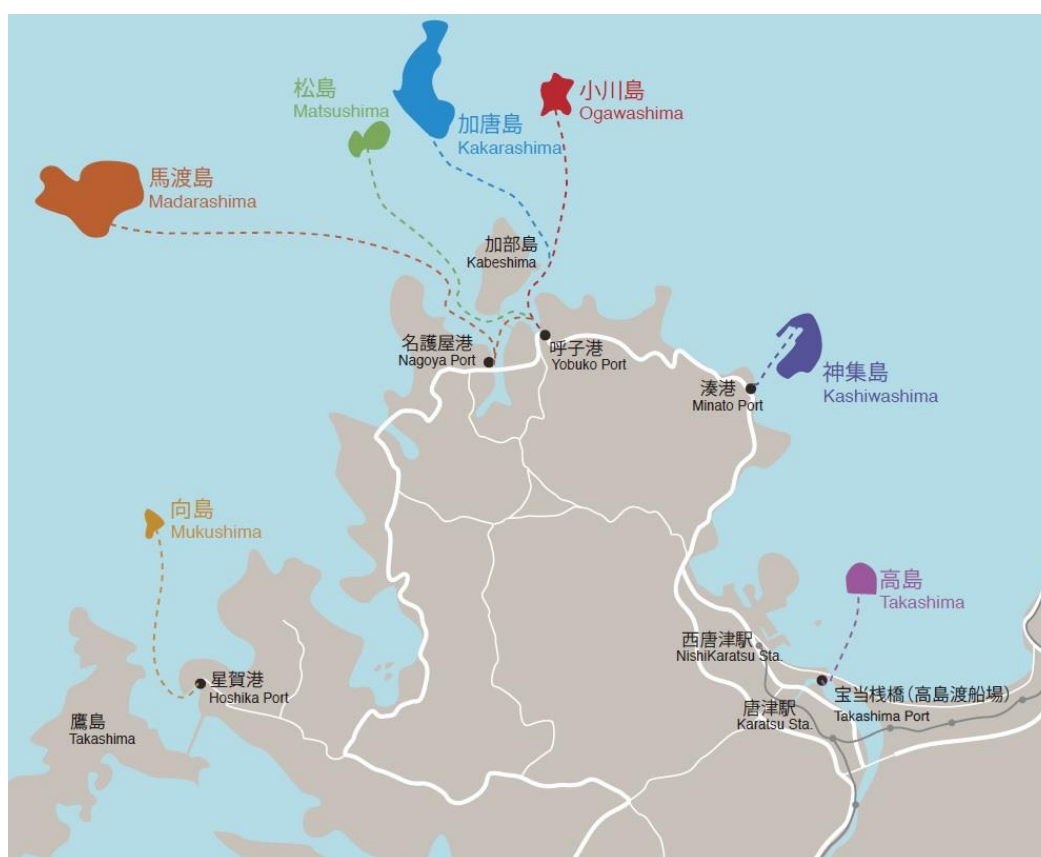 松島
Matsushima
加唐島
Kakarashima
小川島
Ogawashima
馬渡島
Madarashima
加部島
Kabeshima
名護屋港
Nagoya Port
呼子港
Yobuko Port
神集島
Kashiwashima
湊港
Minato Port
向島
Mukushima
高島
Takashima
西唐津駅
NishiKaratsu Sta.
星賀港
Hoshika Port
宝当桟橋(高島渡船場)
Takashima Port
唐津駅
Karatsu Sta.
鷹島
Takashima